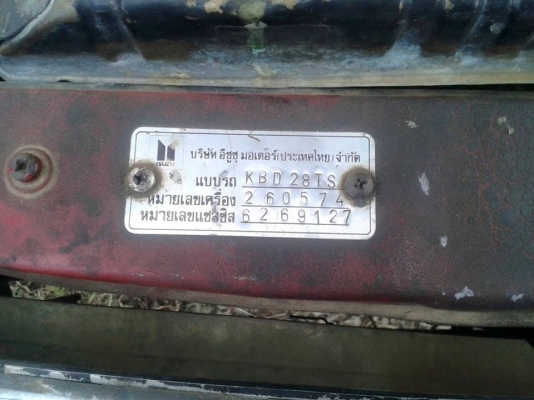 ISUZU
บริษัท อีซูซุ มอเตอร์(ประเทศไทย) จำกัด
แบบรถ KBD 28TS
หมายเลขเครื่อง 260574
หมายเลขแชสซิส 6269127